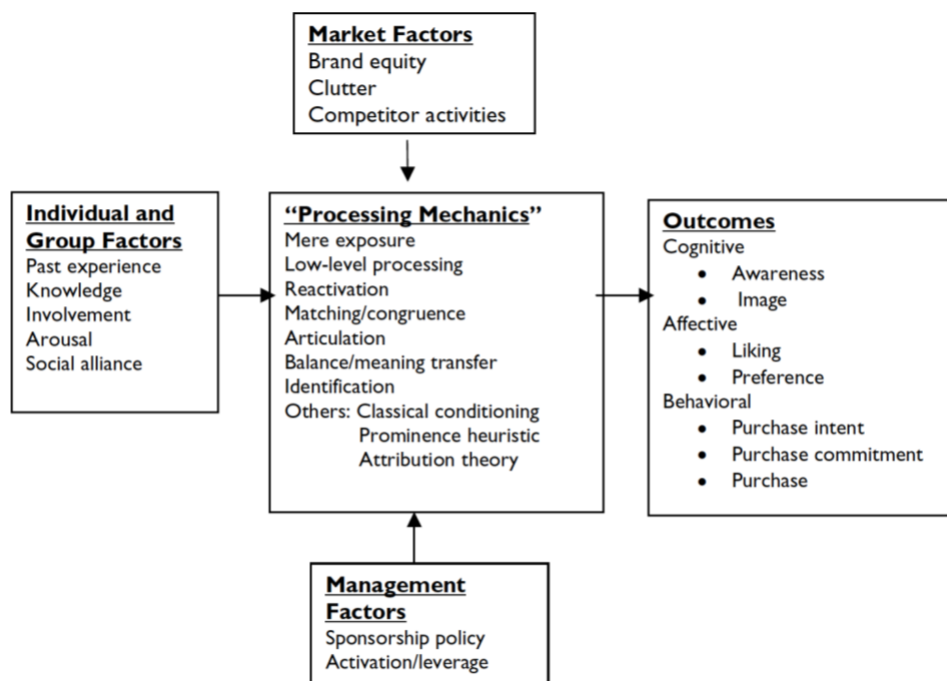 Market Factors
Brand equity
Clutter
Competitor activities
Individual and
Group Factors
Past experience
Knowledge
Involvement
Arousal
Social alliance
“Processing Mechanics”
Mere exposure
Low-level processing
Reactivation
Matching/congruence
Articulation
Balance/meaning transfer
Identification
Others: Classical conditioning
Prominence heuristic
Attribution theory
Outcomes
Cognitive
• Awareness
• Image
Affective
• Liking
• Preference
Behavioral
• Purchase intent
• Purchase commitment
• Purchase
Management
Factors
Sponsorship policy
Activation/leverage